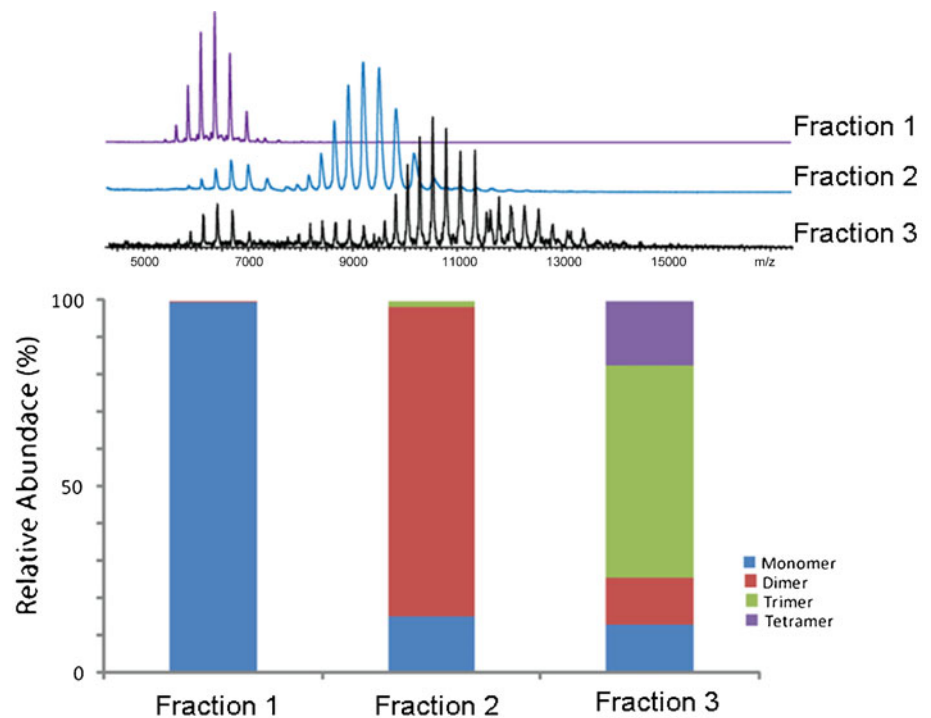 Fraction 1
Fraction 2
Fraction 3
5000 7000 9000 11000 13000 15000 m/z
Relative Abundace (%)
100
50
0
Monomer
Dimer
Trimer
Tetramer
Fraction 1 Fraction 2 Fraction 3